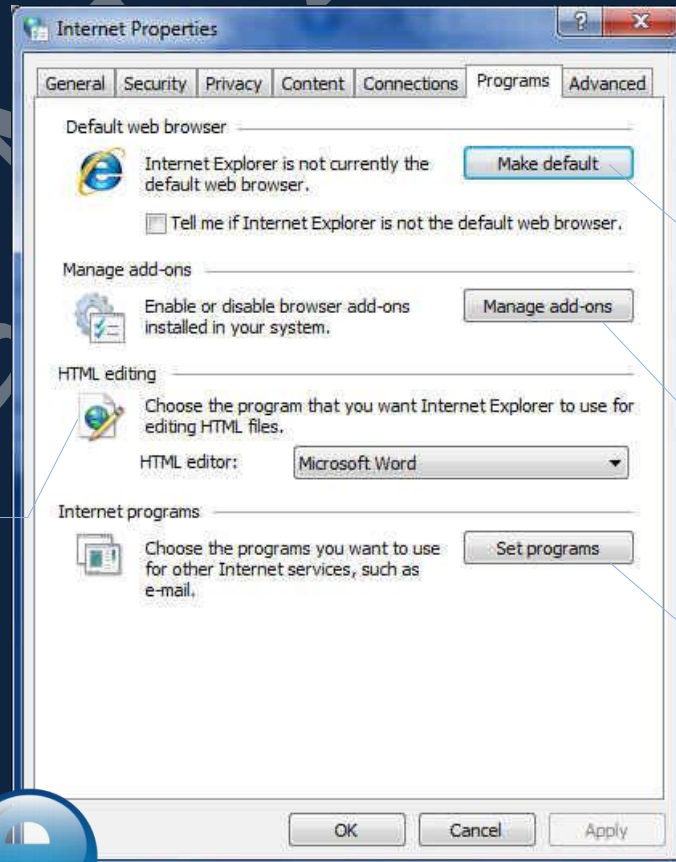 Internet Properties
?
X
General Security Privacy Content Connections Programs Advanced
Default web browser
Internet Explorer is not currently the
default web browser.
Make default
Tell me if Internet Explorer is not the default web browser.
Manage add-ons
Enable or disable browser add-ons
installed in your system.
Manage add-ons
HTML editing
Choose the program that you want Internet Explorer to use for
editing HTML files.
HTML editor: Microsoft Word
Internet programs
Choose the programs you want to use
for other Internet services, such as
e-mail.
Set programs
OK Cancel Apply